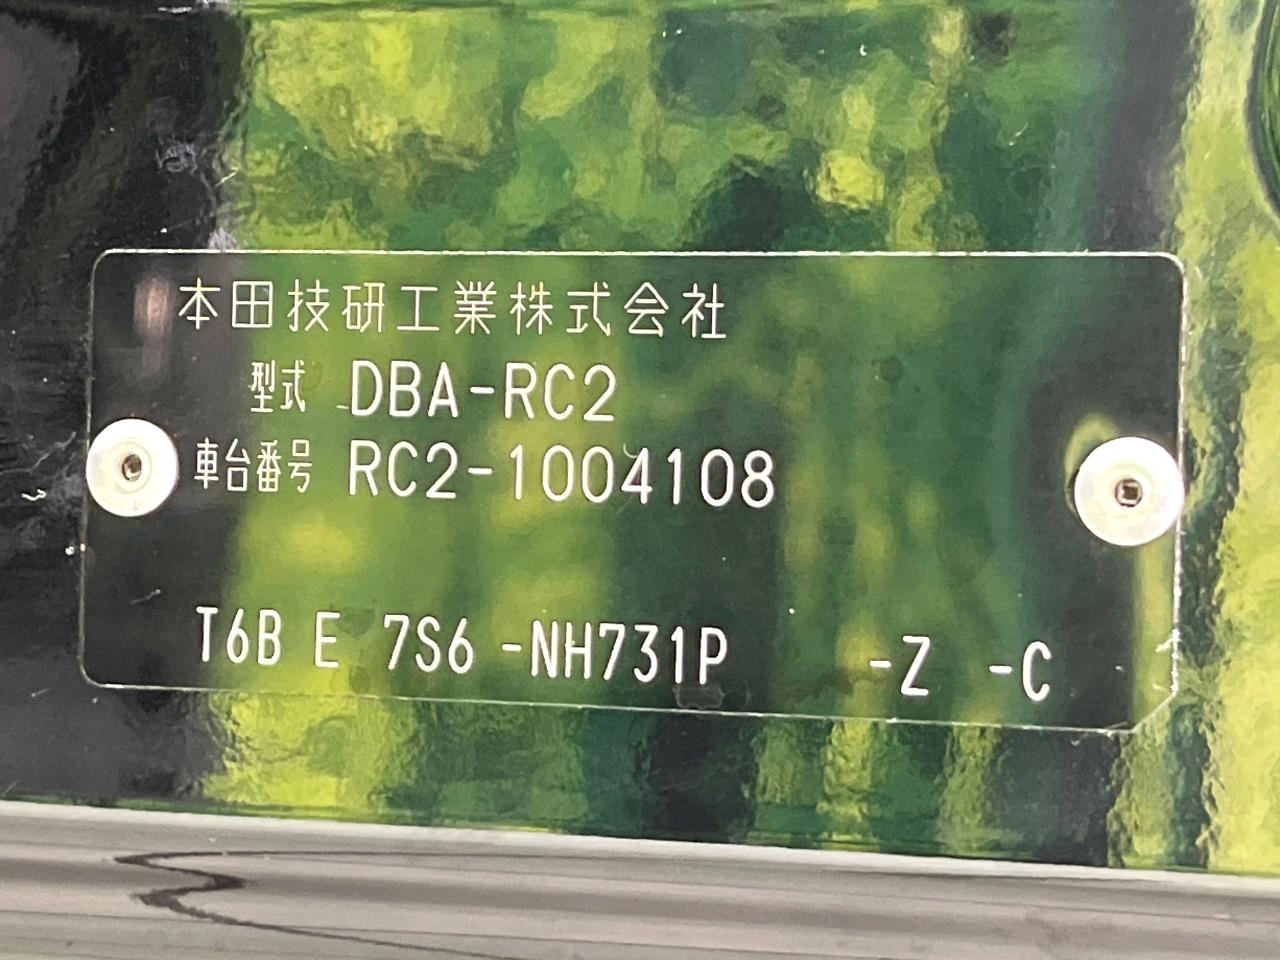 本田技研工業株式会社
型式 DBA-RC2
車台番号 RC2-1004108
T6B E 7S6 -NH731P -Z -C